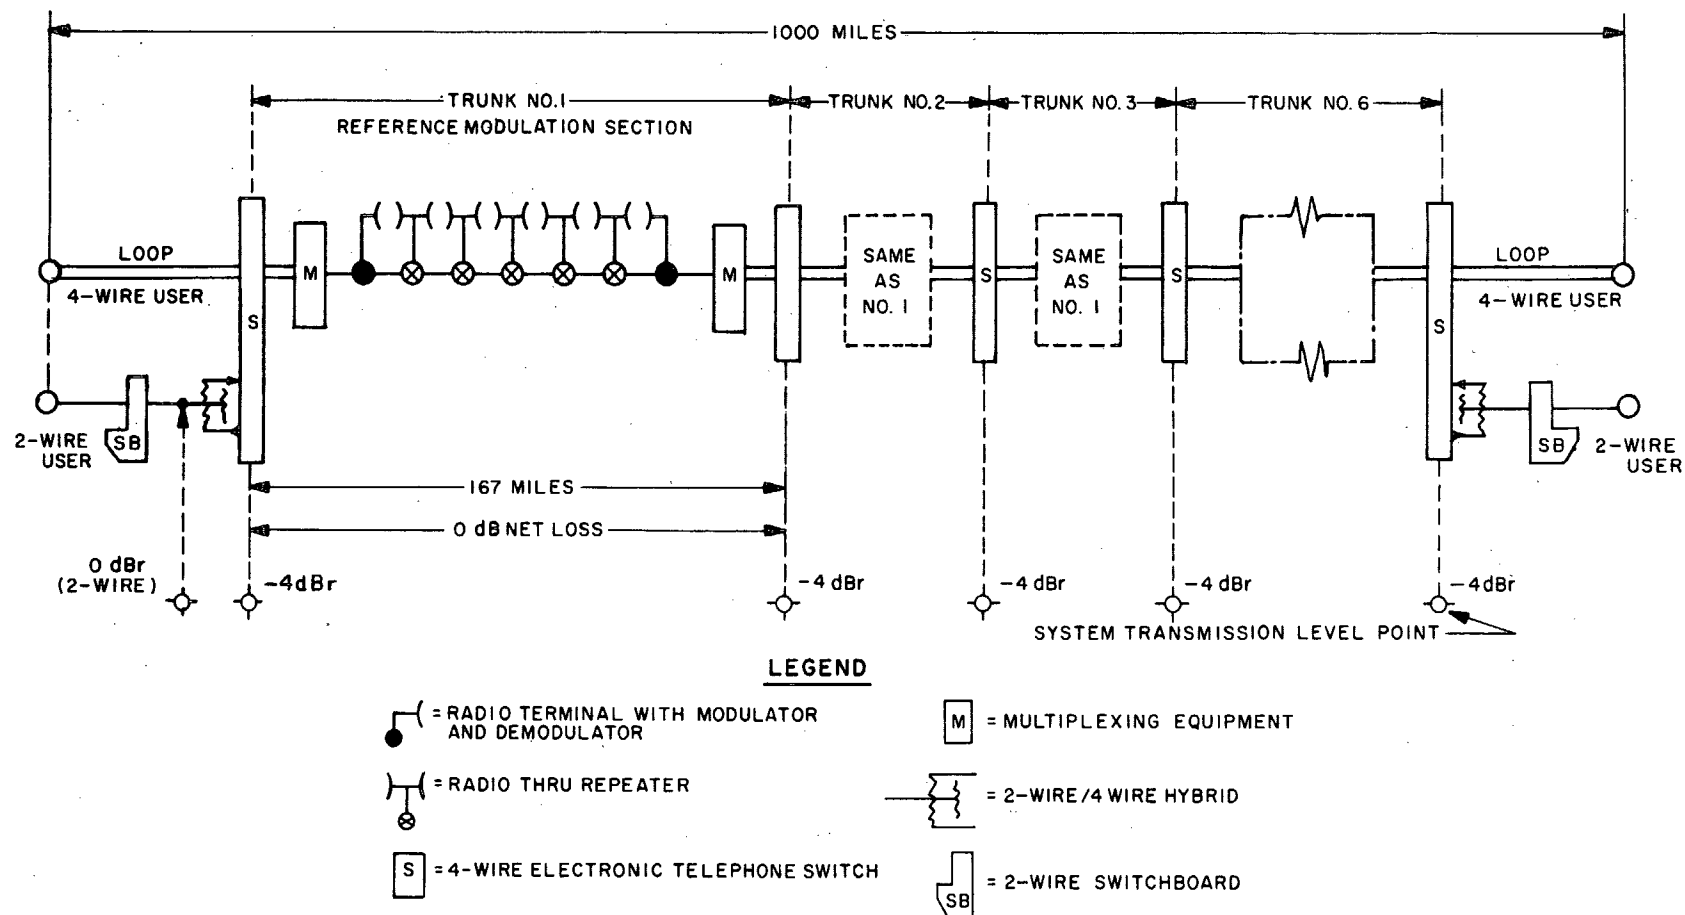 1000 MILES
TRUNK NO.1
TRUNK NO.2
TRUNK NO.3
TRUNK NO.6
REFERENCE MODULATION SECTION
LOOP
4-WIRE USER
S
M
M
SAME
AS
NO. 1
S
SAME
AS
NO. 1
S
S
LOOP
4-WIRE USER
2-WIRE
USER
SB
SB
2-WIRE
USER
167 MILES
0 dB NET LOSS
0 dBr
(2-WIRE)
-4dBr
-4 dBr
-4 dBr
-4 dBr
-4dBr
SYSTEM TRANSMISSION LEVEL POINT
LEGEND
= RADIO TERMINAL WITH MODULATOR
AND DEMODULATOR
= RADIO THRU REPEATER
S = 4-WIRE ELECTRONIC TELEPHONE SWITCH
M = MULTIPLEXING EQUIPMENT
= 2-WIRE/4 WIRE HYBRID
SB = 2-WIRE SWITCHBOARD